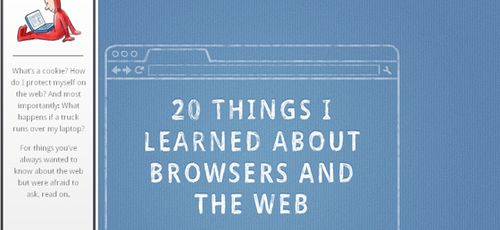 What's a cookie? How
do I protect myself on
the web? And most
importantly: What
happens if a truck
runs over my laptop?
For things you've
always wanted to
know about the web
but were afraid to
ask, read on.
20 THINGS I
LEARNED ABOUT
BROWSERS AND
THE WEB